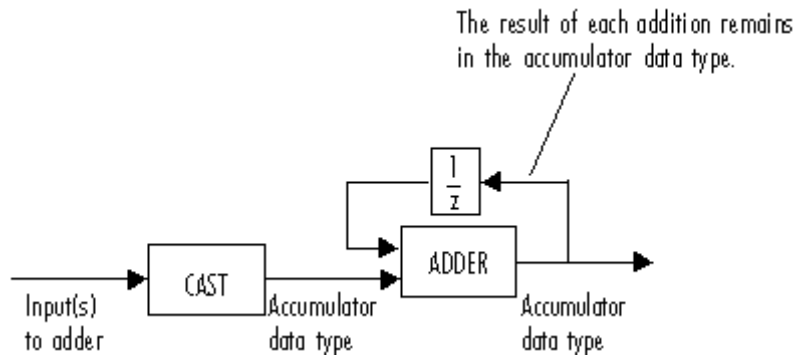 The result of each addition remains
in the accumulator data type.
1
z
CAST
ADDER
Input(s)
to adder
Accumulator
data type
Accumulator
data type